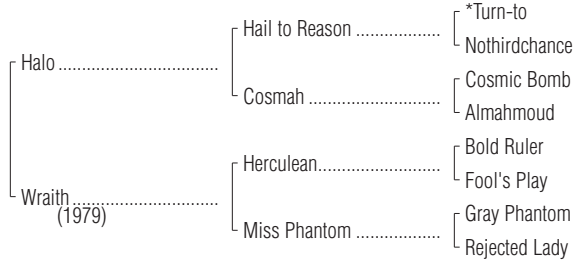 *Turn-to
Hail to Reason ..................
Nothirdchance
Halo ..................................
Cosmic Bomb
Cosmah ............................
Almahmoud
Bold Ruler
Herculean..........................
Fool's Play
Wraith ...............................
(1979)
Gray Phantom
Miss Phantom ..................
Rejected Lady